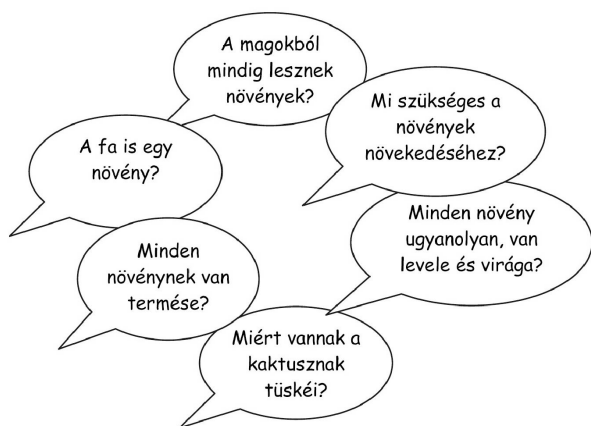 A magokból
mindig lesznek
növények?
Mi szükséges a
növények
növekedéséhez?
A fa is egy
növény?
Minden növény
ugyanolyan, van
levele és virága?
Minden
növénynek van
termése?
Miért vannak a
kaktusznak
tüskéi?